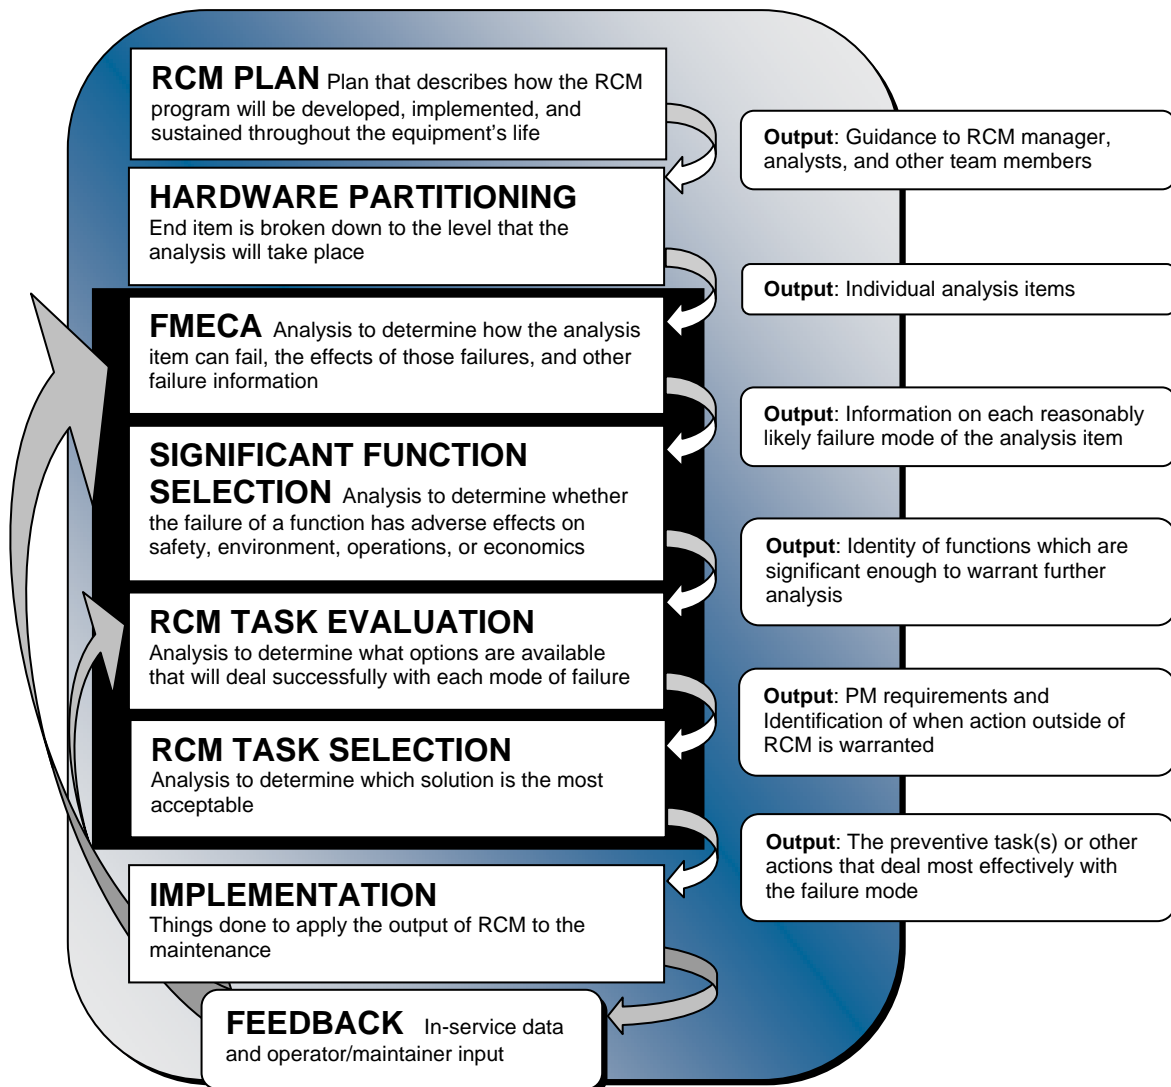 RCM PLAN Plan that describes how the RCM
program will be developed, implemented, and
sustained throughout the equipment's life
Output: Guidance to RCM manager,
analysts, and other team members
HARDWARE PARTITIONING
End item is broken down to the level that the
analysis will take place
Output: Individual analysis items
FMECA Analysis to determine how the analysis
item can fail, the effects of those failures, and other
failure information
Output: Information on each reasonably
likely failure mode of the analysis item
SIGNIFICANT FUNCTION
SELECTION Analysis to determine whether
the failure of a function has adverse effects on
safety, environment, operations, or economics
Output: Identity of functions which are
significant enough to warrant further
analysis
RCM TASK EVALUATION
Analysis to determine what options are available
that will deal successfully with each mode of failure
Output: PM requirements and
Identification of when action outside of
RCM is warranted
RCM TASK SELECTION
Analysis to determine which solution is the most
acceptable
Output: The preventive task(s) or other
actions that deal most effectively with
the failure mode
IMPLEMENTATION
Things done to apply the output of RCM to the
maintenance
FEEDBACK In-service data
and operator/maintainer input